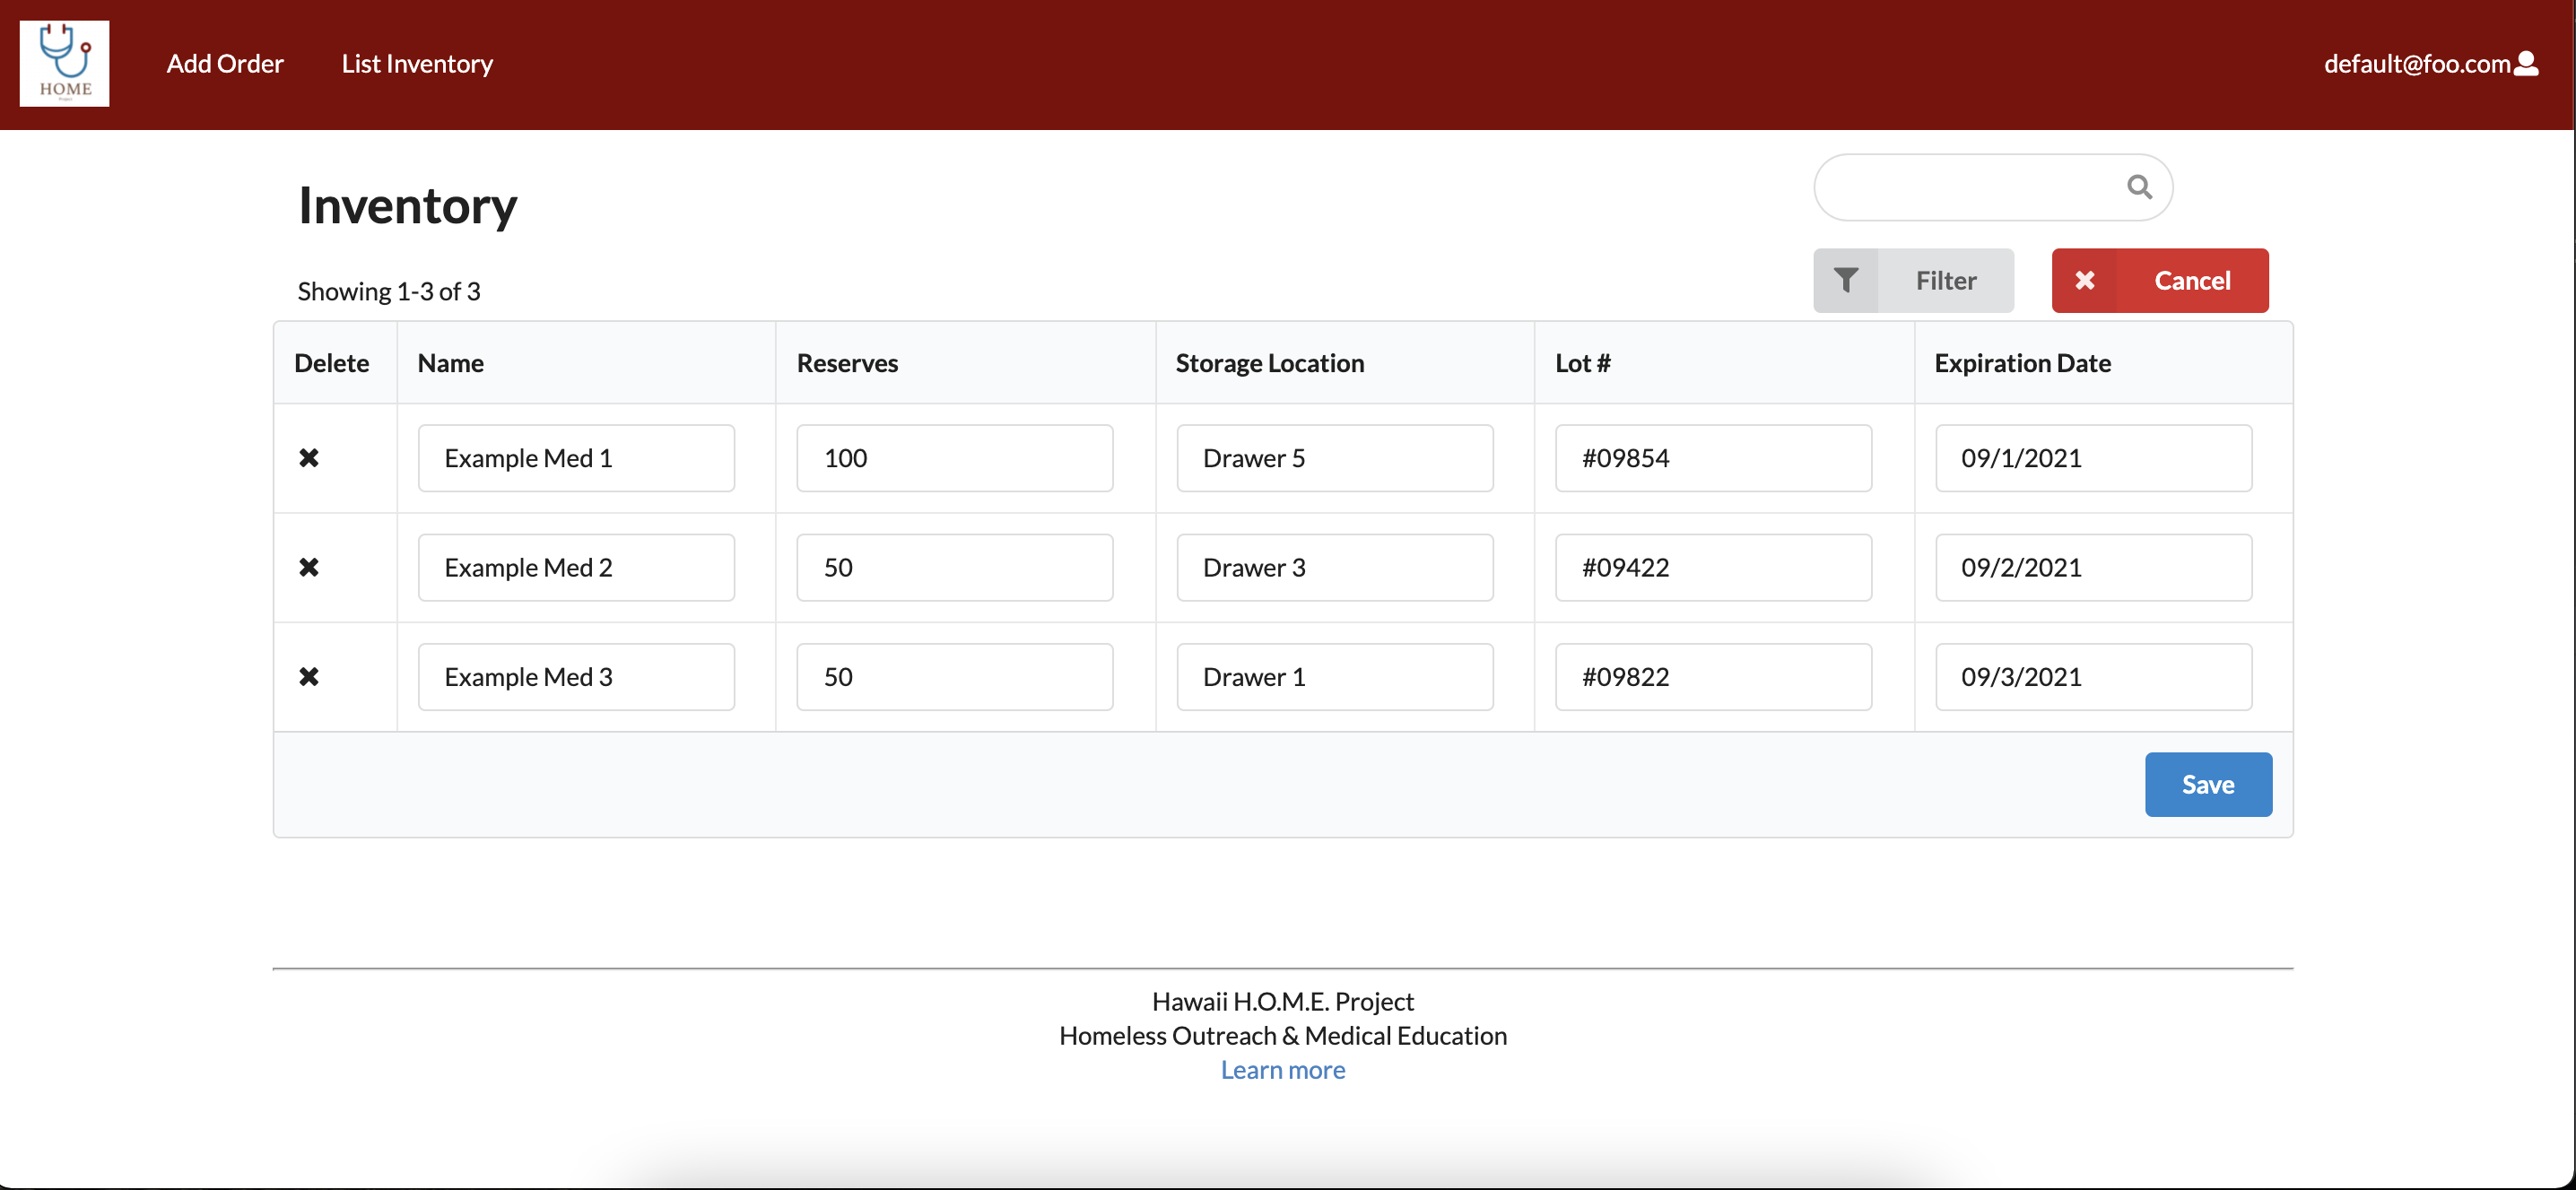 HOME
Add Order
List Inventory
default@foo.com
Inventory
Showing 1-3 of 3
Filter
Cancel
Delete Name Reserves Storage Location Lot # Expiration Date
Example Med 1 100 Drawer 5 #09854 09/1/2021
Example Med 2 50 Drawer 3 #09422 09/2/2021
Example Med 3 50 Drawer 1 #09822 09/3/2021
Save
Hawaii H.O.M.E. Project
Homeless Outreach & Medical Education
Learn more